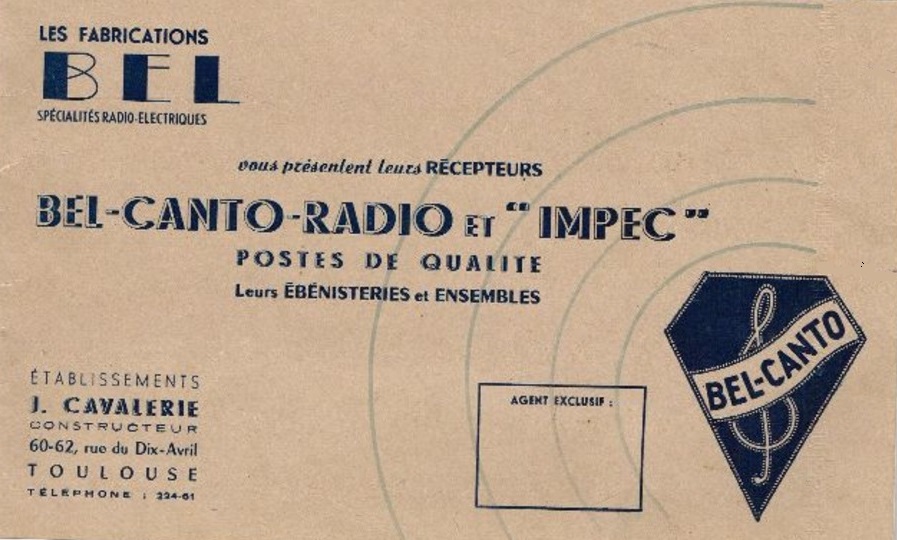 LES FABRICATIONS
BEL
SPÉCIALITÉS RADIO-ELECTRIQUES
vous présentent leurs RÉCEPTEURS
BEL-CANTO-RADIO ET "IMPEC"
POSTES DE QUALITE
Leurs ÉBÉNISTERIES et ENSEMBLES
ÉTABLISSEMENTS
J. CAVALERIE
CONSTRUCTEUR
60-62, rue du Dix-Avril
TOULOUSE
TÉLÉPHONE : 224-61
AGENT EXCLUSIF :
BEL-CANTO